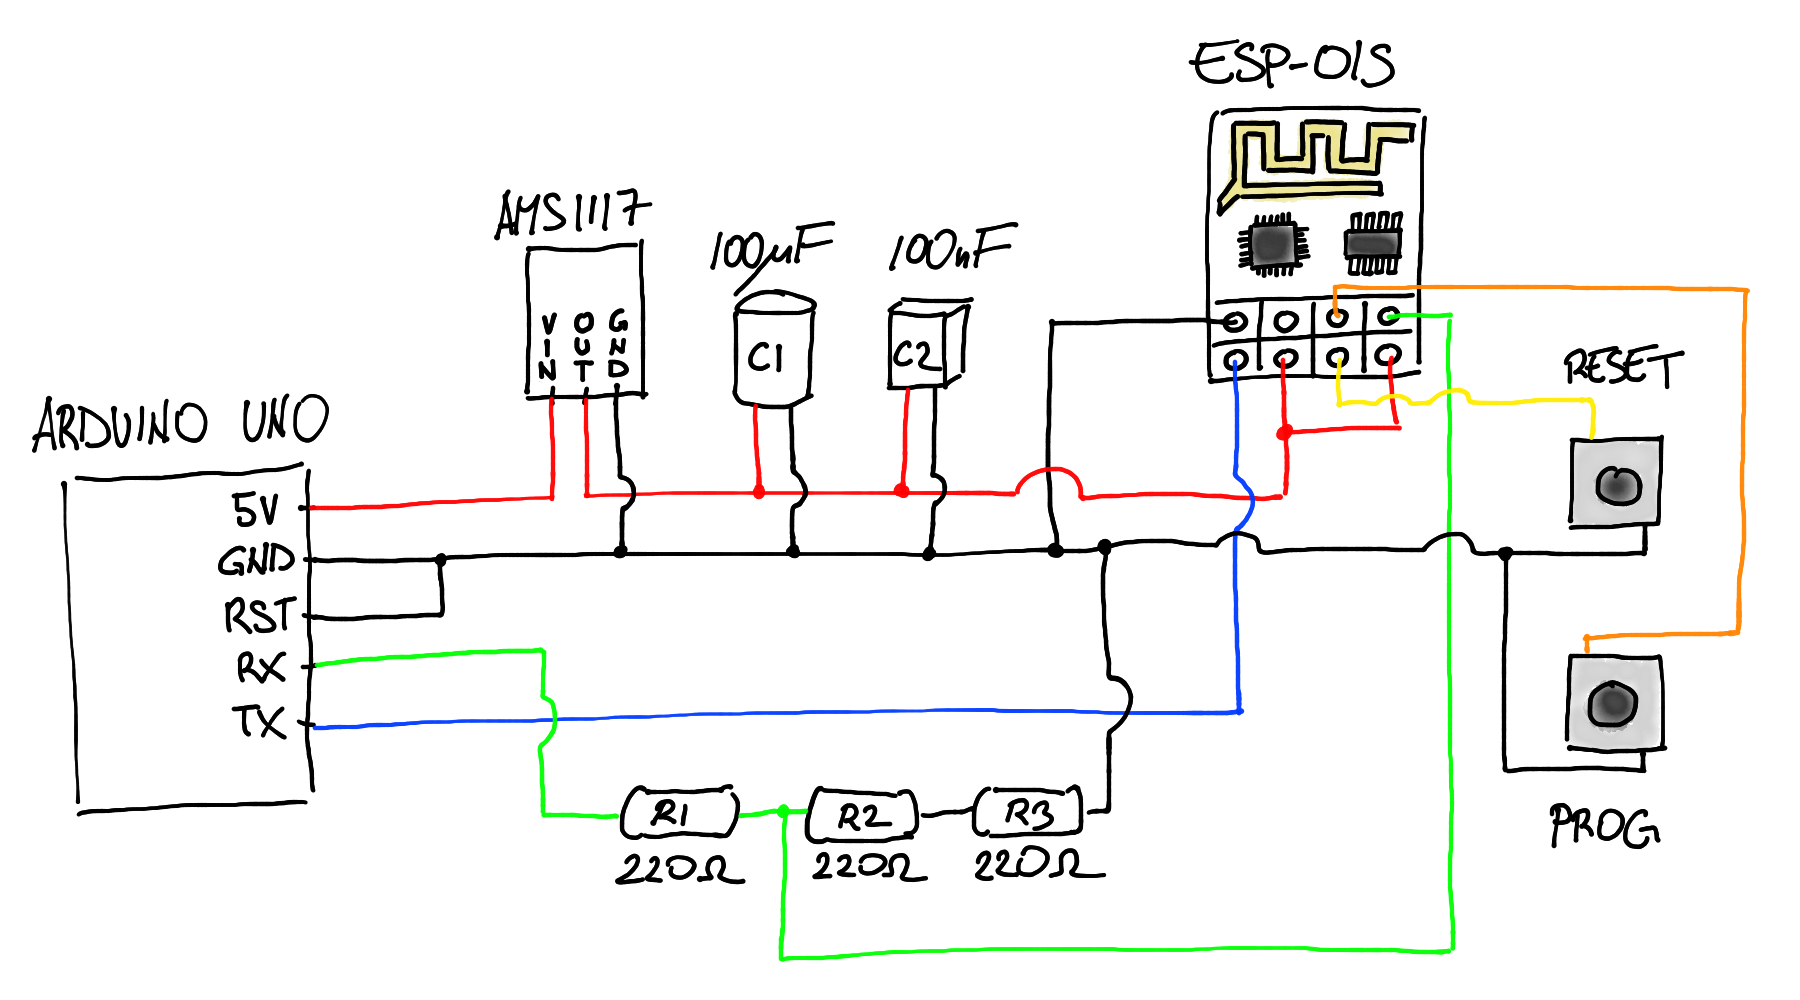 ESP-01S
AMS1117
100uF
100nF
VIN
OUT
GND
C1
C2
RESET
ARDUINO UNO
5V
GND
RST
RX
TX
R1
R2
R3
220Ω
220Ω
220Ω
PROG